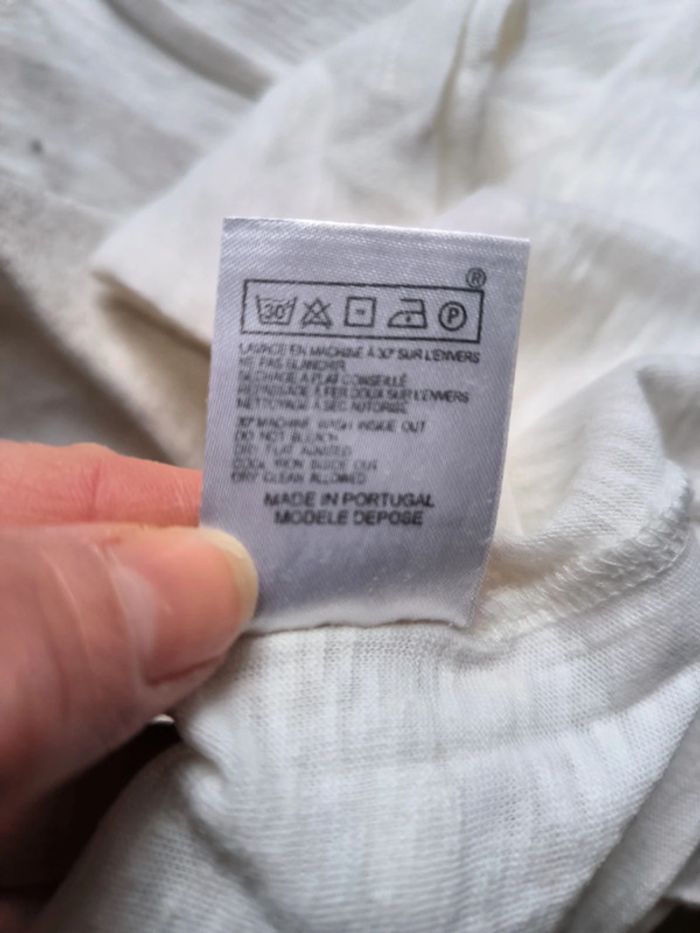 ®
30° P
LAVAGE EN MACHINE A 30° SUR L'ENVERS
NE PAS BLANCHIR
SECHAGE A PLAT CONSEILLÉ
REPASSAGE A FER DOUX SUR L'ENVERS
NETTOYAGE A SEC AUTORISE
30° MACHINE WASH INSIDE OUT
DO NOT BLEACH
DRY FLAT ADVISED
COOL IRON INSIDE OUT
DRY CLEAN ALLOWED
MADE IN PORTUGAL
MODELE DEPOSE